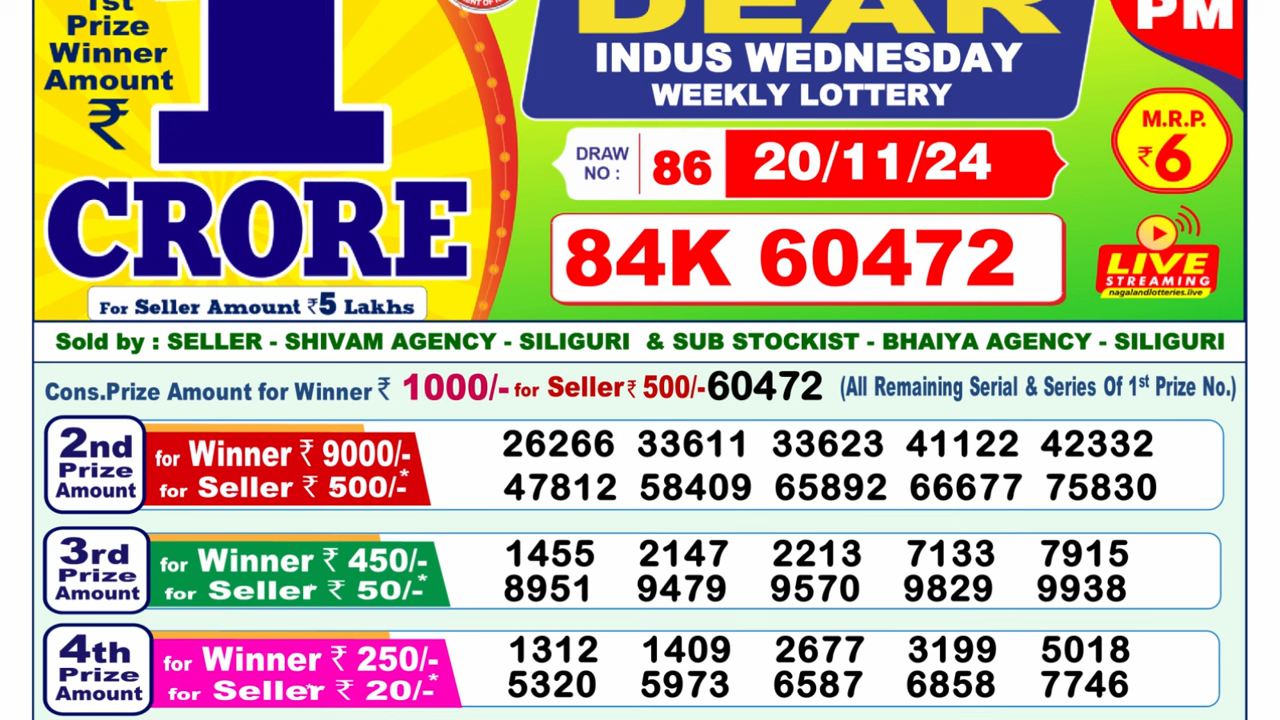 1st
Prize
Winner
Amount
₹
1
CRORE
For Seller Amount ₹5 Lakhs
DEAR
INDUS WEDNESDAY
WEEKLY LOTTERY
PM
DRAW
NO :
86
20/11/24
M.R.P.
₹6
84K 60472
LIVE
STREAMING
nagalandlotteries.live
Sold by : SELLER - SHIVAM AGENCY - SILIGURI & SUB STOCKIST - BHAIYA AGENCY - SILIGURI
Cons.Prize Amount for Winner ₹ 1000/- for Seller ₹ 500/- 60472 (All Remaining Serial & Series Of 1st Prize No.)
2nd
Prize
Amount
for Winner ₹ 9000/-
for Seller ₹ 500/-*
26266 33611 33623 41122 42332
47812 58409 65892 66677 75830
3rd
Prize
Amount
for Winner ₹ 450/-
for Seller ₹ 50/-*
1455 2147 2213 7133 7915
8951 9479 9570 9829 9938
4th
Prize
Amount
for Winner ₹ 250/-
for Seller ₹ 20/-*
1312 1409 2677 3199 5018
5320 5973 6587 6858 7746